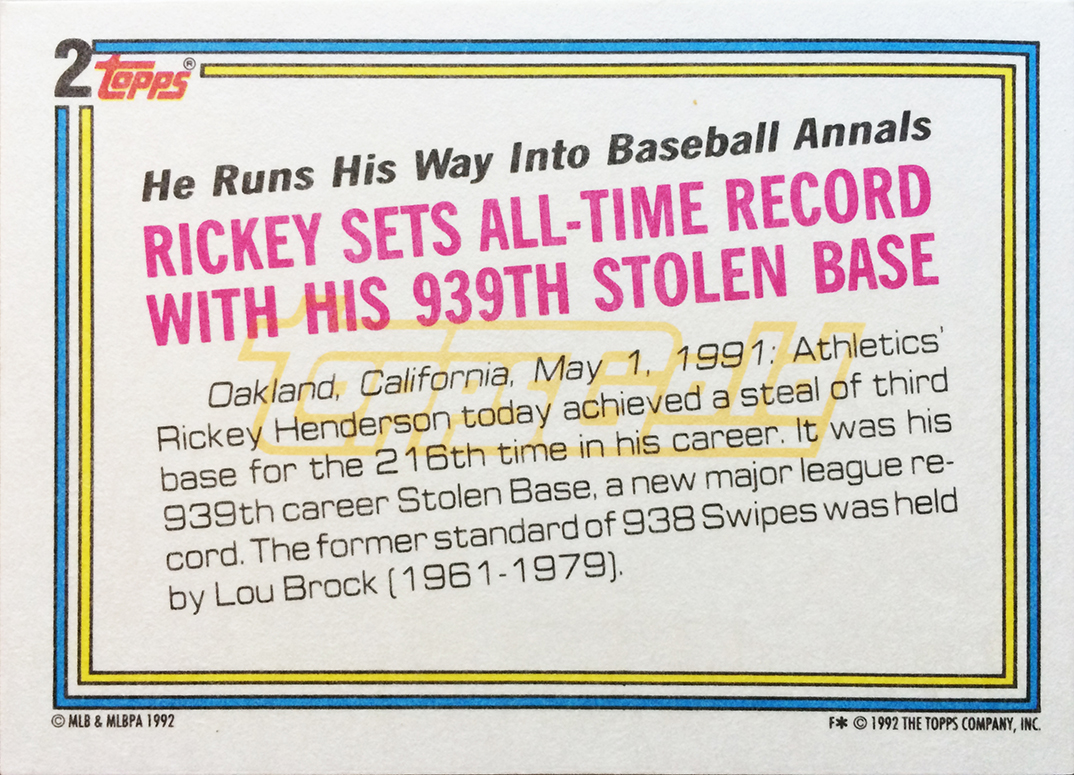 2 Topps®
He Runs His Way Into Baseball Annals
RICKEY SETS ALL-TIME RECORD
WITH HIS 939TH STOLEN BASE
ToppsGold
Oakland, California, May 1, 1991: Athletics'
Rickey Henderson today achieved a steal of third
base for the 216th time in his career. It was his
939th career Stolen Base, a new major league re-
cord. The former standard of 938 Swipes was held
by Lou Brock (1961-1979).
© MLB & MLBPA 1992
F* © 1992 THE TOPPS COMPANY, INC.